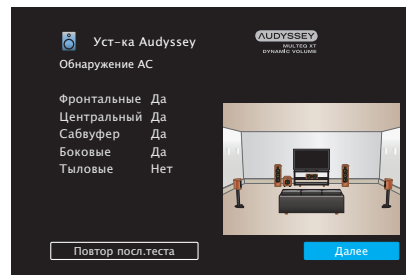 Уст-ка Audyssey
AUDYSSEY
MULTEQ XT
DYNAMIC VOLUME
Обнаружение АС
Фронтальные Да
Центральный Да
Сабвуфер Да
Боковые Да
Тыловые Нет
Повтор посл.теста
Далее